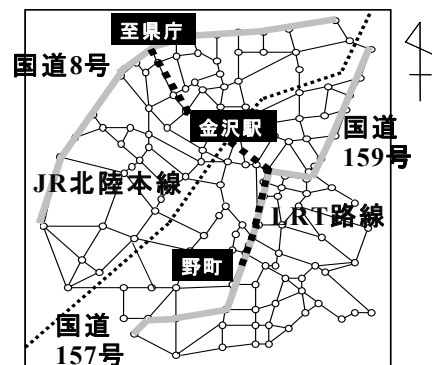 至県庁
国道8号
金沢駅
国道
159号
JR北陸本線
LRT路線
野町
国道
157号